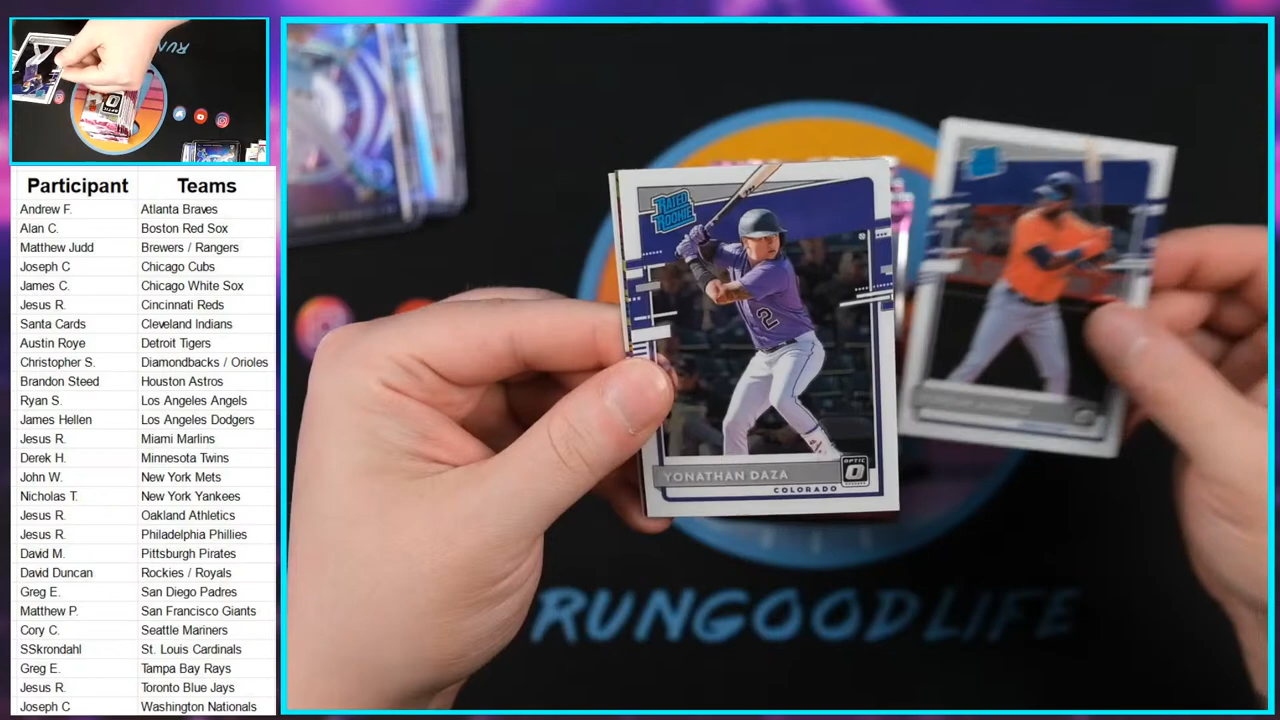 RUN
Participant Teams
Andrew F. Atlanta Braves
Alan C. Boston Red Sox
Matthew Judd Brewers / Rangers
Joseph C Chicago Cubs
James C. Chicago White Sox
Jesus R. Cincinnati Reds
Santa Cards Cleveland Indians
Austin Roye Detroit Tigers
Christopher S. Diamondbacks / Orioles
Brandon Steed Houston Astros
Ryan S. Los Angeles Angels
James Hellen Los Angeles Dodgers
Jesus R. Miami Marlins
Derek H. Minnesota Twins
John W. New York Mets
Nicholas T. New York Yankees
Jesus R. Oakland Athletics
Jesus R. Philadelphia Phillies
David M. Pittsburgh Pirates
David Duncan Rockies / Royals
Greg E. San Diego Padres
Matthew P. San Francisco Giants
Cory C. Seattle Mariners
SSkrondahl St. Louis Cardinals
Greg E. Tampa Bay Rays
Jesus R. Toronto Blue Jays
Joseph C Washington Nationals
RATED
ROOKIE
2
YONATHAN DAZA
OPTIC
COLORADO
RUNGOODLIFE